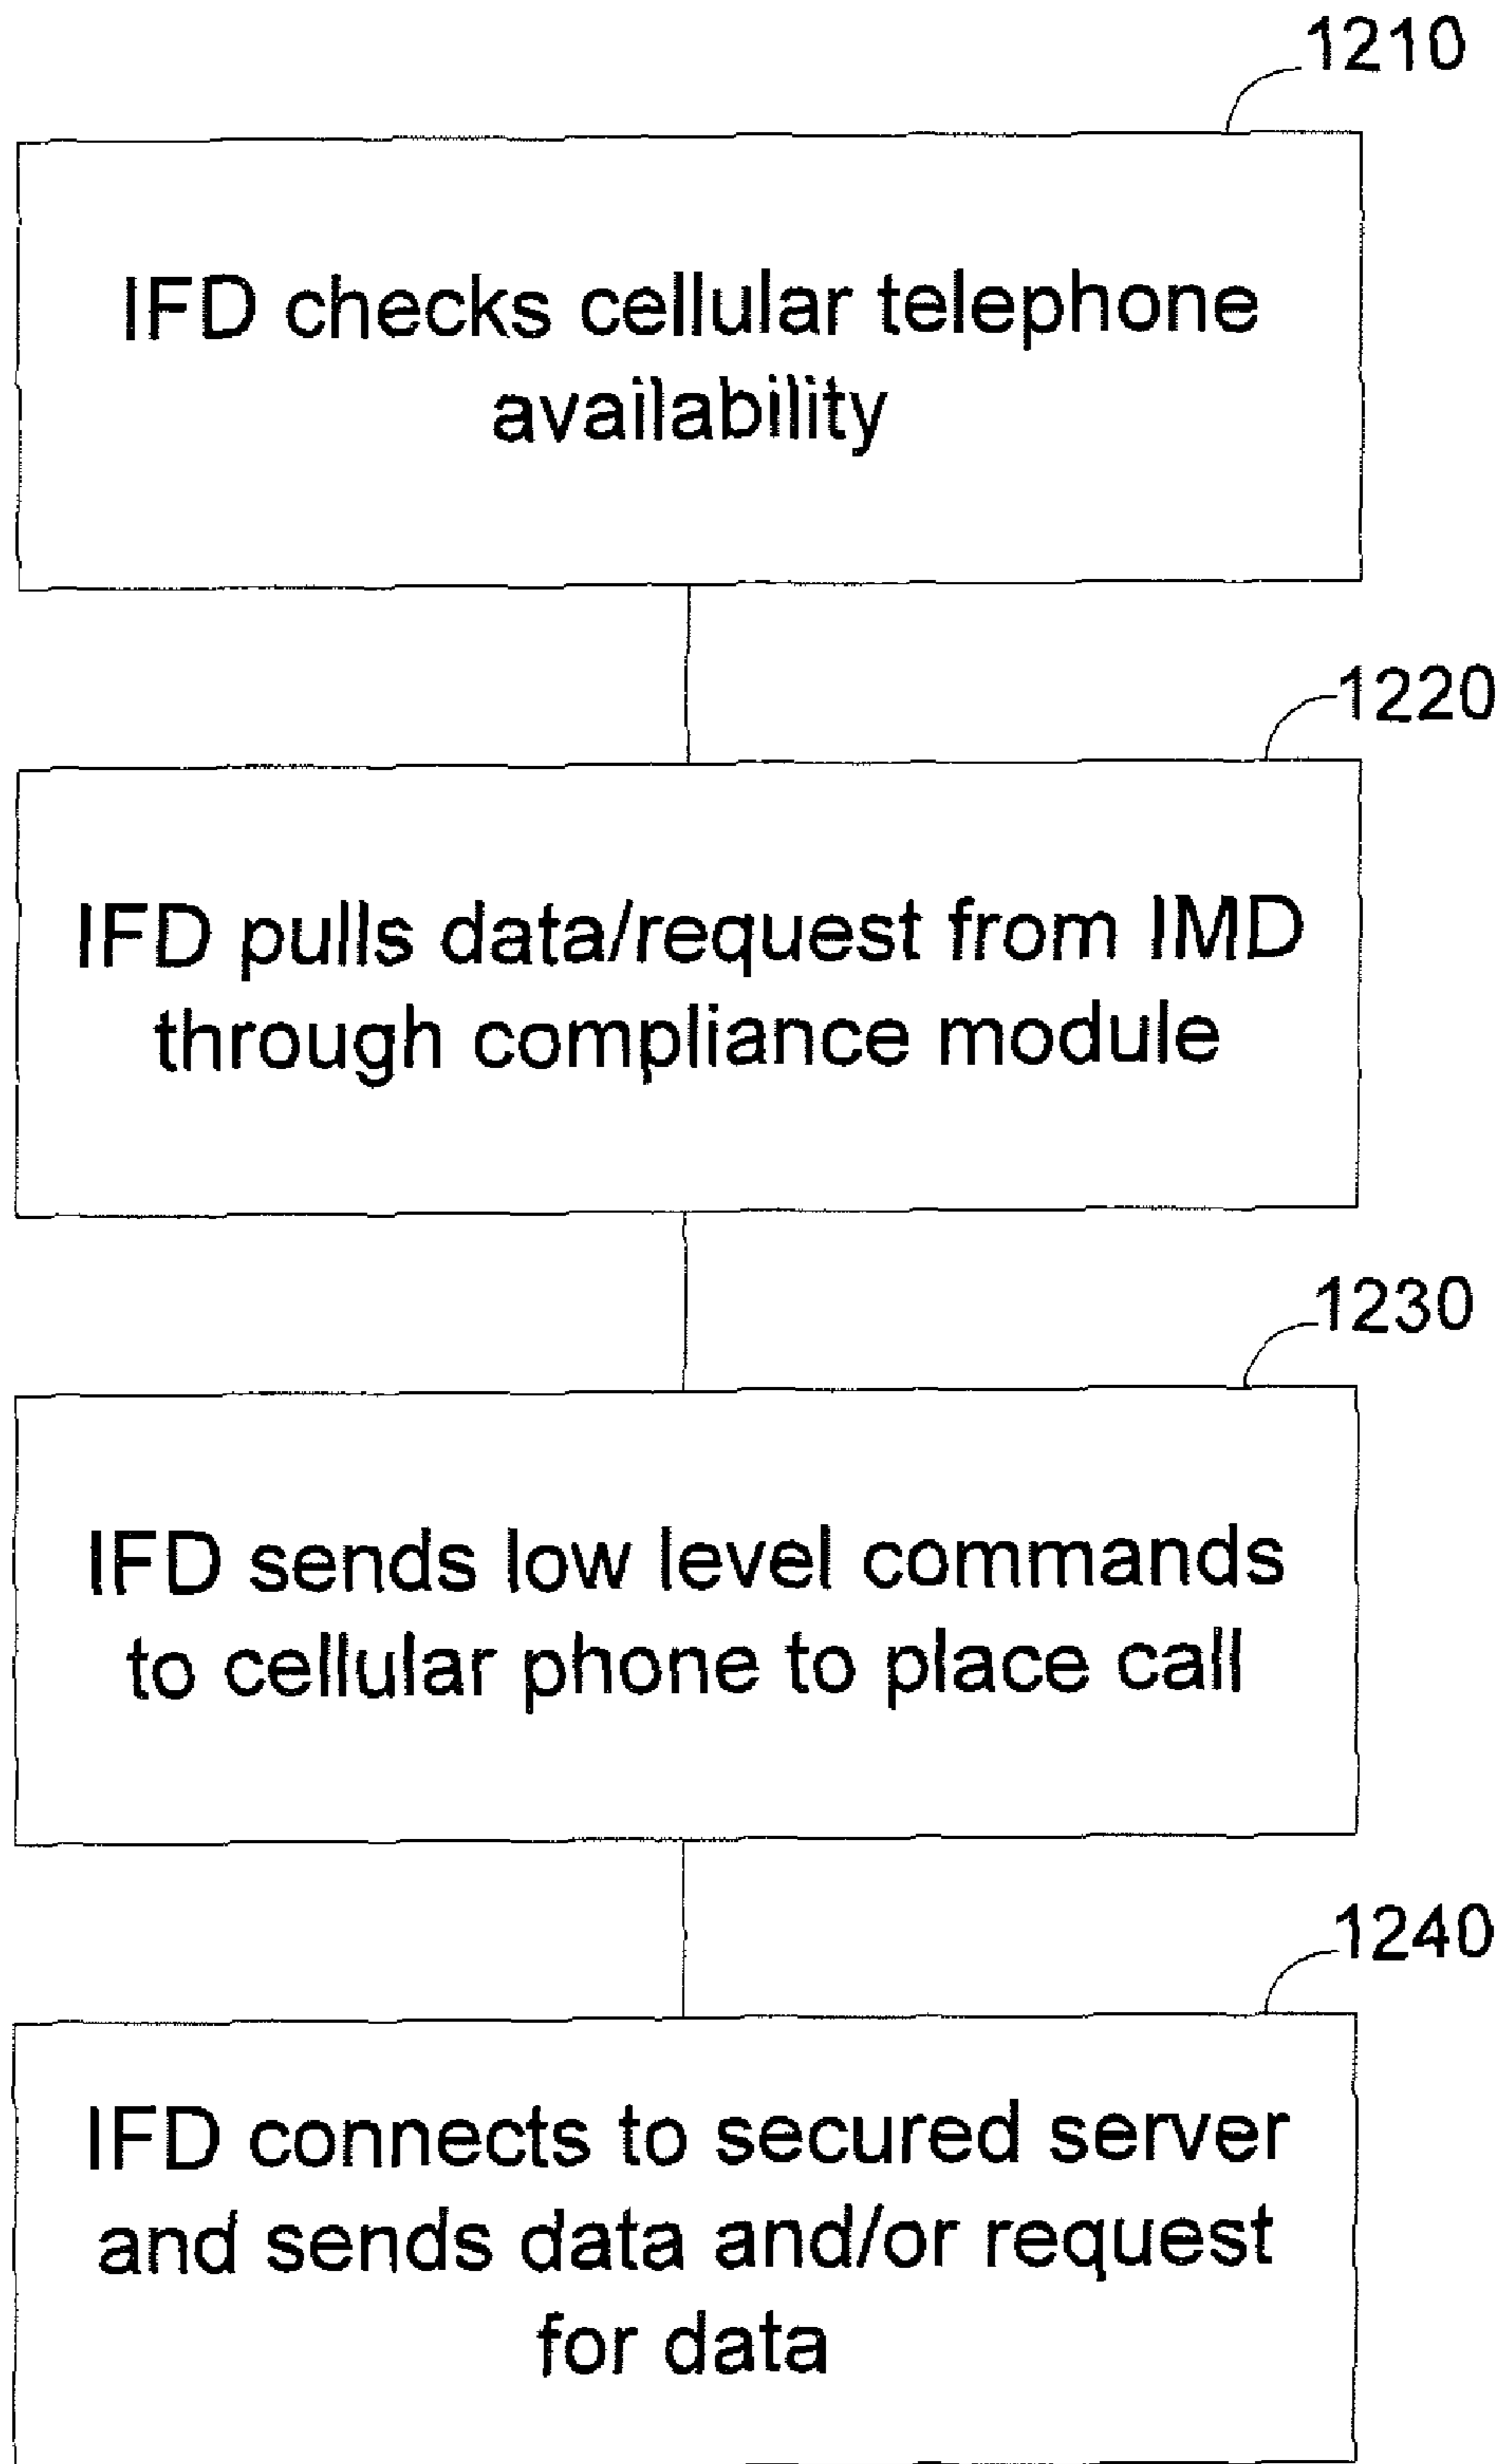 1210
IFD checks cellular telephone
availability
1220
IFD pulls data/request from IMD
through compliance module
1230
IFD sends low level commands
to cellular phone to place call
1240
IFD connects to secured server
and sends data and/or request
for data